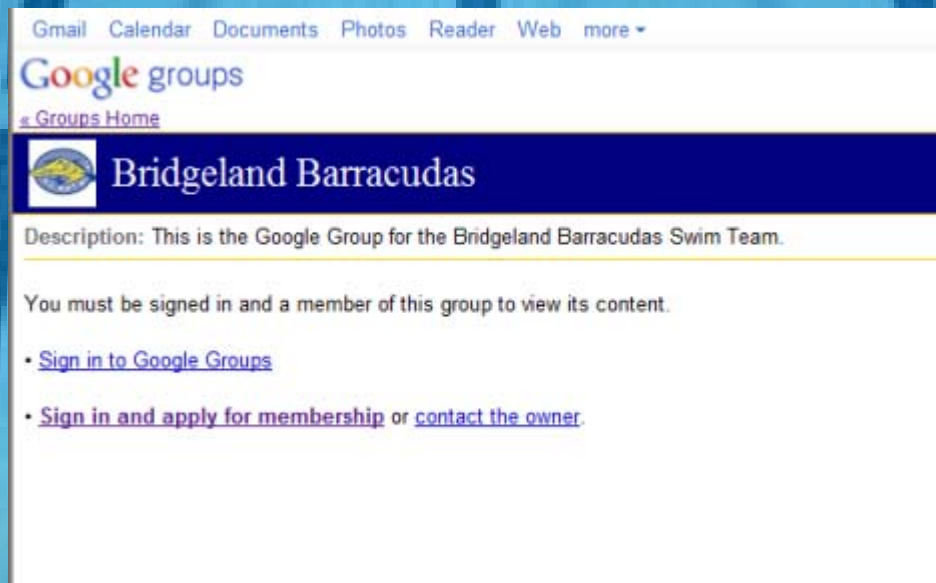 Gmail Calendar Documents Photos Reader Web more
Google groups
« Groups Home
Bridgeland Barracudas
Description: This is the Google Group for the Bridgeland Barracudas Swim Team.
You must be signed in and a member of this group to view its content.
• Sign in to Google Groups
• Sign in and apply for membership or contact the owner.